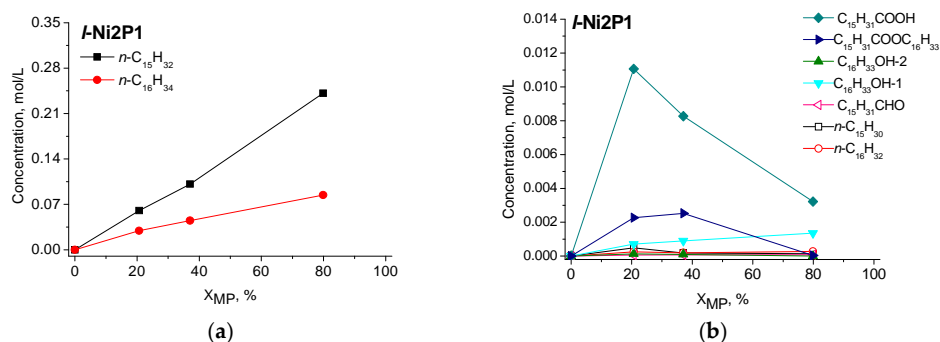 l-Ni2P1
n-C₁₅H₃₂
n-C₁₆H₃₄
Concentration, mol/L
0.35
0.28
0.21
0.14
0.07
0.00
0 20 40 60 80 100
X_MP, %
(a)
l-Ni2P1
C₁₅H₃₁COOH
C₁₅H₃₁COOC₁₆H₃₃
C₁₆H₃₃OH-2
C₁₆H₃₃OH-1
C₁₅H₃₁CHO
n-C₁₅H₃₀
n-C₁₆H₃₂
Concentration, mol/L
0.014
0.012
0.010
0.008
0.006
0.004
0.002
0.000
0 20 40 60 80 100
X_MP, %
(b)